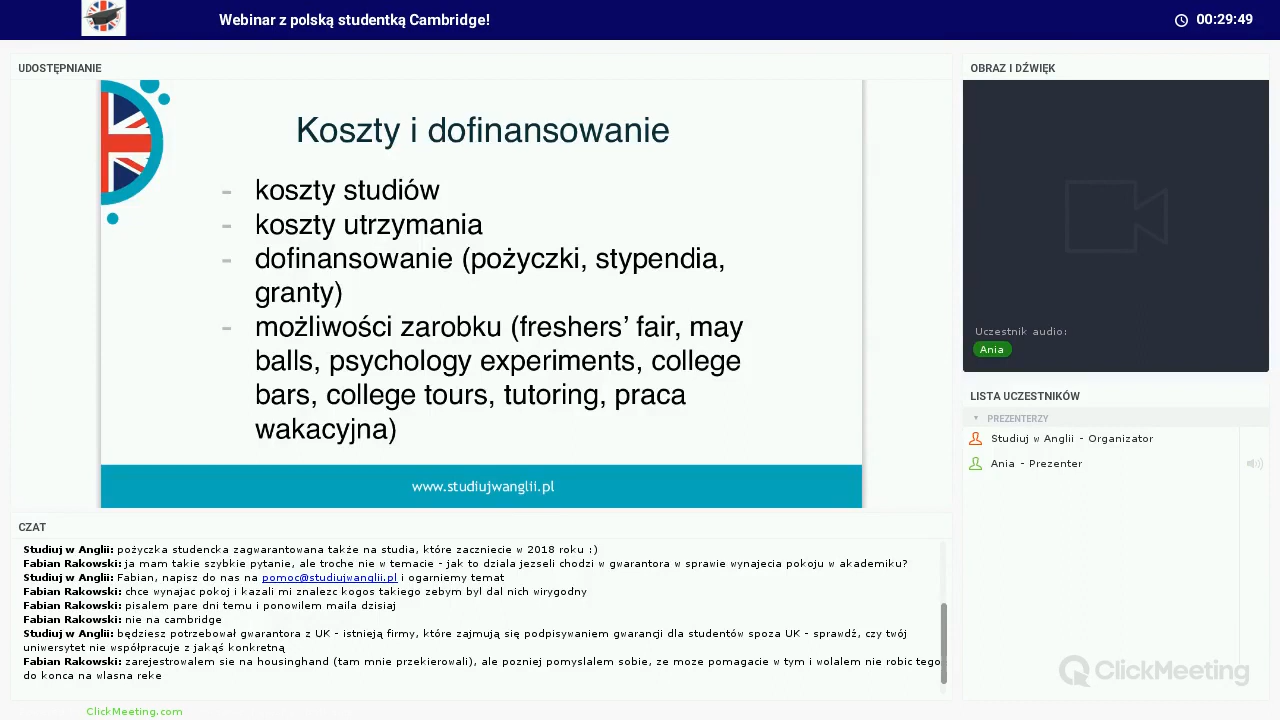 Webinar z polską studentką Cambridge!
00:29:49
UDOSTĘPNIANIE
Koszty i dofinansowanie
- koszty studiów
- koszty utrzymania
- dofinansowanie (pożyczki, stypendia,
granty)
- możliwości zarobku (freshers’ fair, may
balls, psychology experiments, college
bars, college tours, tutoring, praca
wakacyjna)
www.studiujwanglii.pl
CZAT
Studiuj w Anglii: pożyczka studencka zagwarantowana także na studia, które zaczniecie w 2018 roku :)
Fabian Rakowski: ja mam takie szybkie pytanie, ale troche nie w temacie - jak to dziala jezseli chodzi w gwarantora w sprawie wynajecia pokoju w akademiku?
Studiuj w Anglii: Fabian, napisz do nas na pomoc@studiujwanglii.pl i ogarniemy temat
Fabian Rakowski: chce wynajac pokoj i kazali mi znalezc kogos takiego zebym byl dal nich wirygodny
Fabian Rakowski: pisalem pare dni temu i ponowilem maila dzisiaj
Fabian Rakowski: nie na cambridge
Studiuj w Anglii: będziesz potrzebował gwarantora z UK - istnieją firmy, które zajmują się podpisywaniem gwarancji dla studentów spoza UK - sprawdź, czy twój
uniwersytet nie współpracuje z jakąś konkretną
Fabian Rakowski: zarejestrowalem sie na housinghand (tam mnie przekierowali), ale pozniej pomyslalem sobie, ze moze pomagacie w tym i wolalem nie robic tego
do konca na wlasna reke
ClickMeeting.com
OBRAZ I DŹWIĘK
Uczestnik audio:
Ania
LISTA UCZESTNIKÓW
PREZENTERZY
Studiuj w Anglii - Organizator
Ania - Prezenter
ClickMeeting